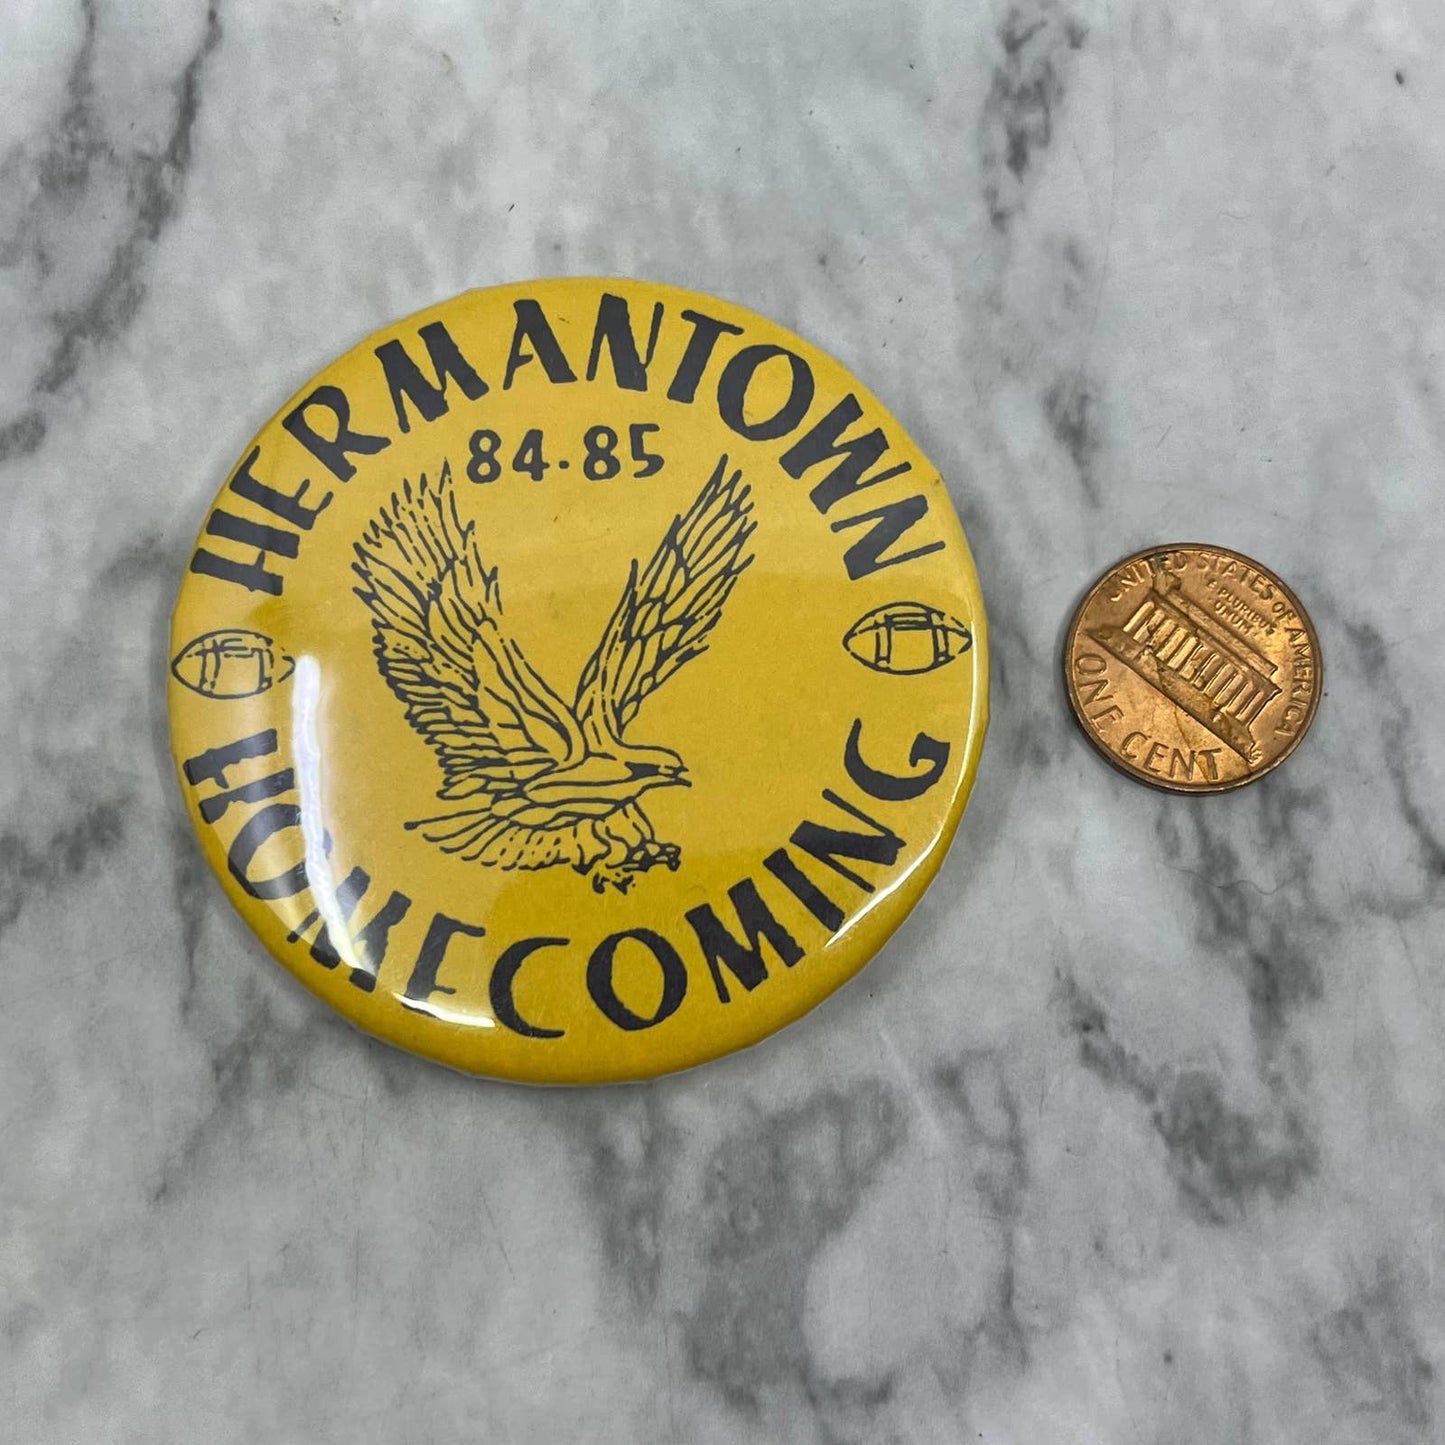 HERMANTOWN
84-85
HOMECOMING
UNITED STATES OF AMERICA
E PLURIBUS
UNUM
ONE CENT